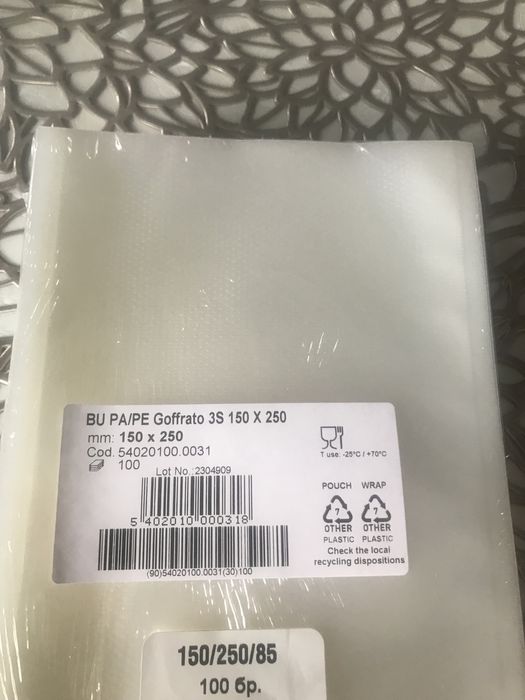 BU PA/PE Goffrato 3S 150 X 250
mm: 150 x 250
Cod. 54020100.0031
100
Lot No.:2304909
5 402010 000318
(90)54020100.0031(30)100
T use: -25°C / +70°C
POUCH WRAP
7 7
OTHER OTHER
PLASTIC PLASTIC
Check the local
recycling dispositions
150/250/85
100 бр.